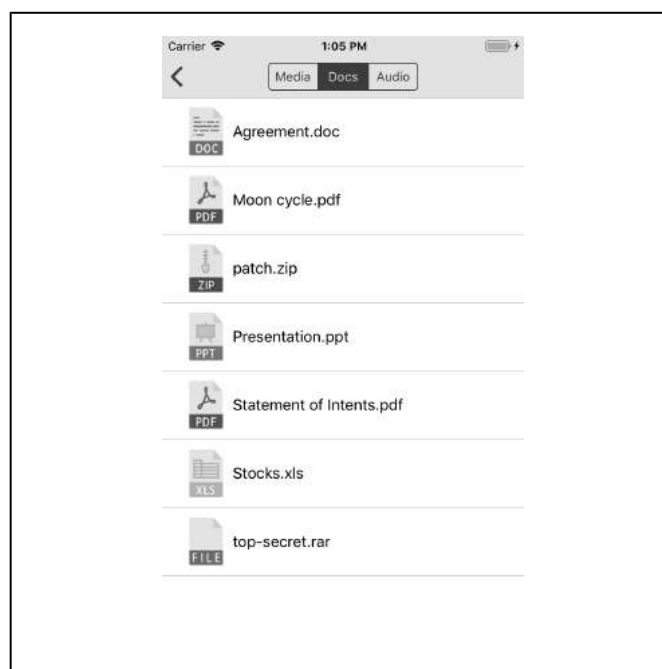 Carrier
1:05 PM
Media Docs Audio
DOC
Agreement.doc
PDF
Moon cycle.pdf
ZIP
patch.zip
PPT
Presentation.ppt
PDF
Statement of Intents.pdf
XLS
Stocks.xls
FILE
top-secret.rar